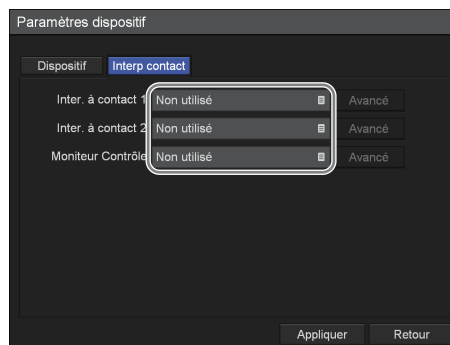 Paramètres dispositif
Dispositif Interp contact
Inter. à contact 1 Non utilisé Avancé
Inter. à contact 2 Non utilisé Avancé
Moniteur Contrôle Non utilisé Avancé
Appliquer Retour